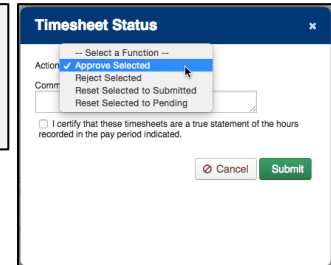 Timesheet Status ×
-- Select a Function --
Action ✓ Approve Selected
Reject Selected
Comm
Reset Selected to Submitted
Reset Selected to Pending
I certify that these timesheets are a true statement of the hours
recorded in the pay period indicated.
Cancel Submit